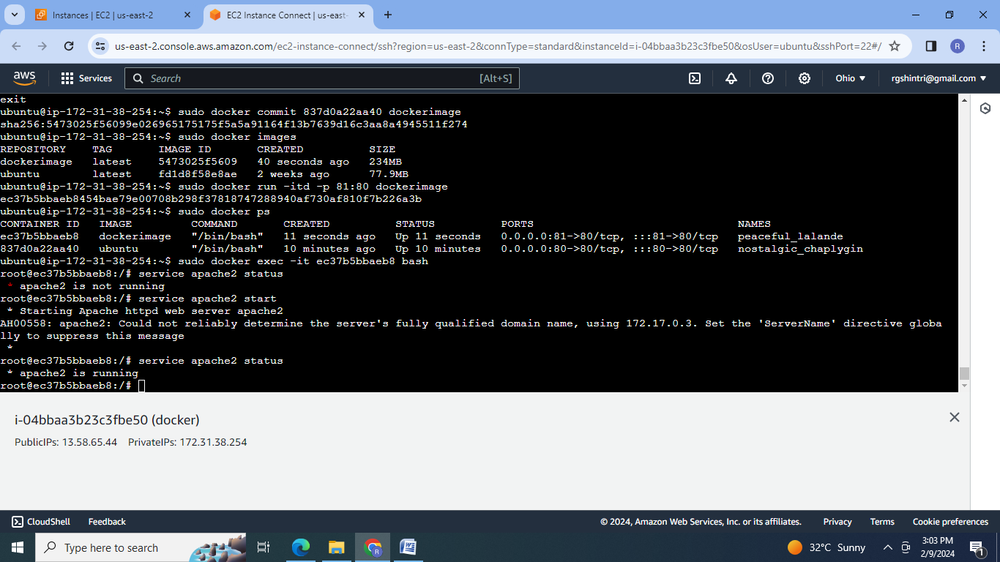 Instances | EC2 | us-east-2
EC2 Instance Connect | us-east-
us-east-2.console.aws.amazon.com/ec2-instance-connect/ssh?region=us-east-2&connType=standard&instanceId=i-04bbaa3b23c3fbe50&osUser=ubuntu&sshPort=22#/
R
aws
Services
Search
[Alt+S]
Ohio
rgshintri@gmail.com
exit
ubuntu@ip-172-31-38-254:~$ sudo docker commit 837d0a22aa40 dockerimage
sha256:5473025f56099e026965175175f5a5a91164f13b7639d16c3aa8a4945511f274
ubuntu@ip-172-31-38-254:~$ sudo docker images
REPOSITORY    TAG       IMAGE ID       CREATED          SIZE
dockerimage   latest    5473025f5609   40 seconds ago   234MB
ubuntu        latest    fd1d8f58e8ae   2 weeks ago      77.9MB
ubuntu@ip-172-31-38-254:~$ sudo docker run -itd -p 81:80 dockerimage
ec37b5bbaeb8454bae79e00708b298f37818747288940af730af810f7b226a3b
ubuntu@ip-172-31-38-254:~$ sudo docker ps
CONTAINER ID   IMAGE         COMMAND       CREATED          STATUS          PORTS                               NAMES
ec37b5bbaeb8   dockerimage   "/bin/bash"   11 seconds ago   Up 11 seconds   0.0.0.0:81->80/tcp, :::81->80/tcp   peaceful_lalande
837d0a22aa40   ubuntu        "/bin/bash"   10 minutes ago   Up 10 minutes   0.0.0.0:80->80/tcp, :::80->80/tcp   nostalgic_chaplygin
ubuntu@ip-172-31-38-254:~$ sudo docker exec -it ec37b5bbaeb8 bash
root@ec37b5bbaeb8:/# service apache2 status
 * apache2 is not running
root@ec37b5bbaeb8:/# service apache2 start
 * Starting Apache httpd web server apache2
AH00558: apache2: Could not reliably determine the server's fully qualified domain name, using 172.17.0.3. Set the 'ServerName' directive globa
lly to suppress this message
 *
root@ec37b5bbaeb8:/# service apache2 status
 * apache2 is running
root@ec37b5bbaeb8:/#
i-04bbaa3b23c3fbe50 (docker)
PublicIPs: 13.58.65.44    PrivateIPs: 172.31.38.254
CloudShell
Feedback
© 2024, Amazon Web Services, Inc. or its affiliates.
Privacy
Terms
Cookie preferences
Type here to search
R
W
32°C  Sunny
3:03 PM
2/9/2024
1